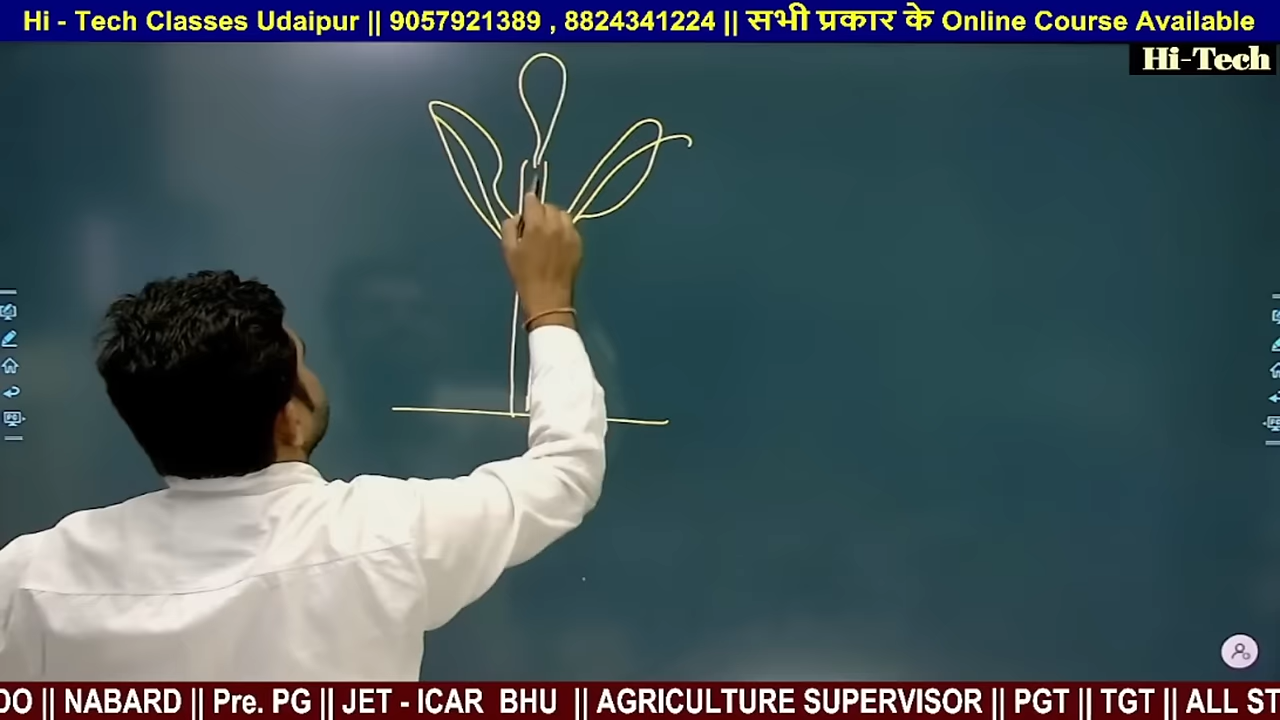 Hi - Tech Classes Udaipur || 9057921389 , 8824341224 || सभी प्रकार के Online Course Available
Hi-Tech
DO || NABARD || Pre. PG || JET - ICAR BHU || AGRICULTURE SUPERVISOR || PGT || TGT || ALL ST